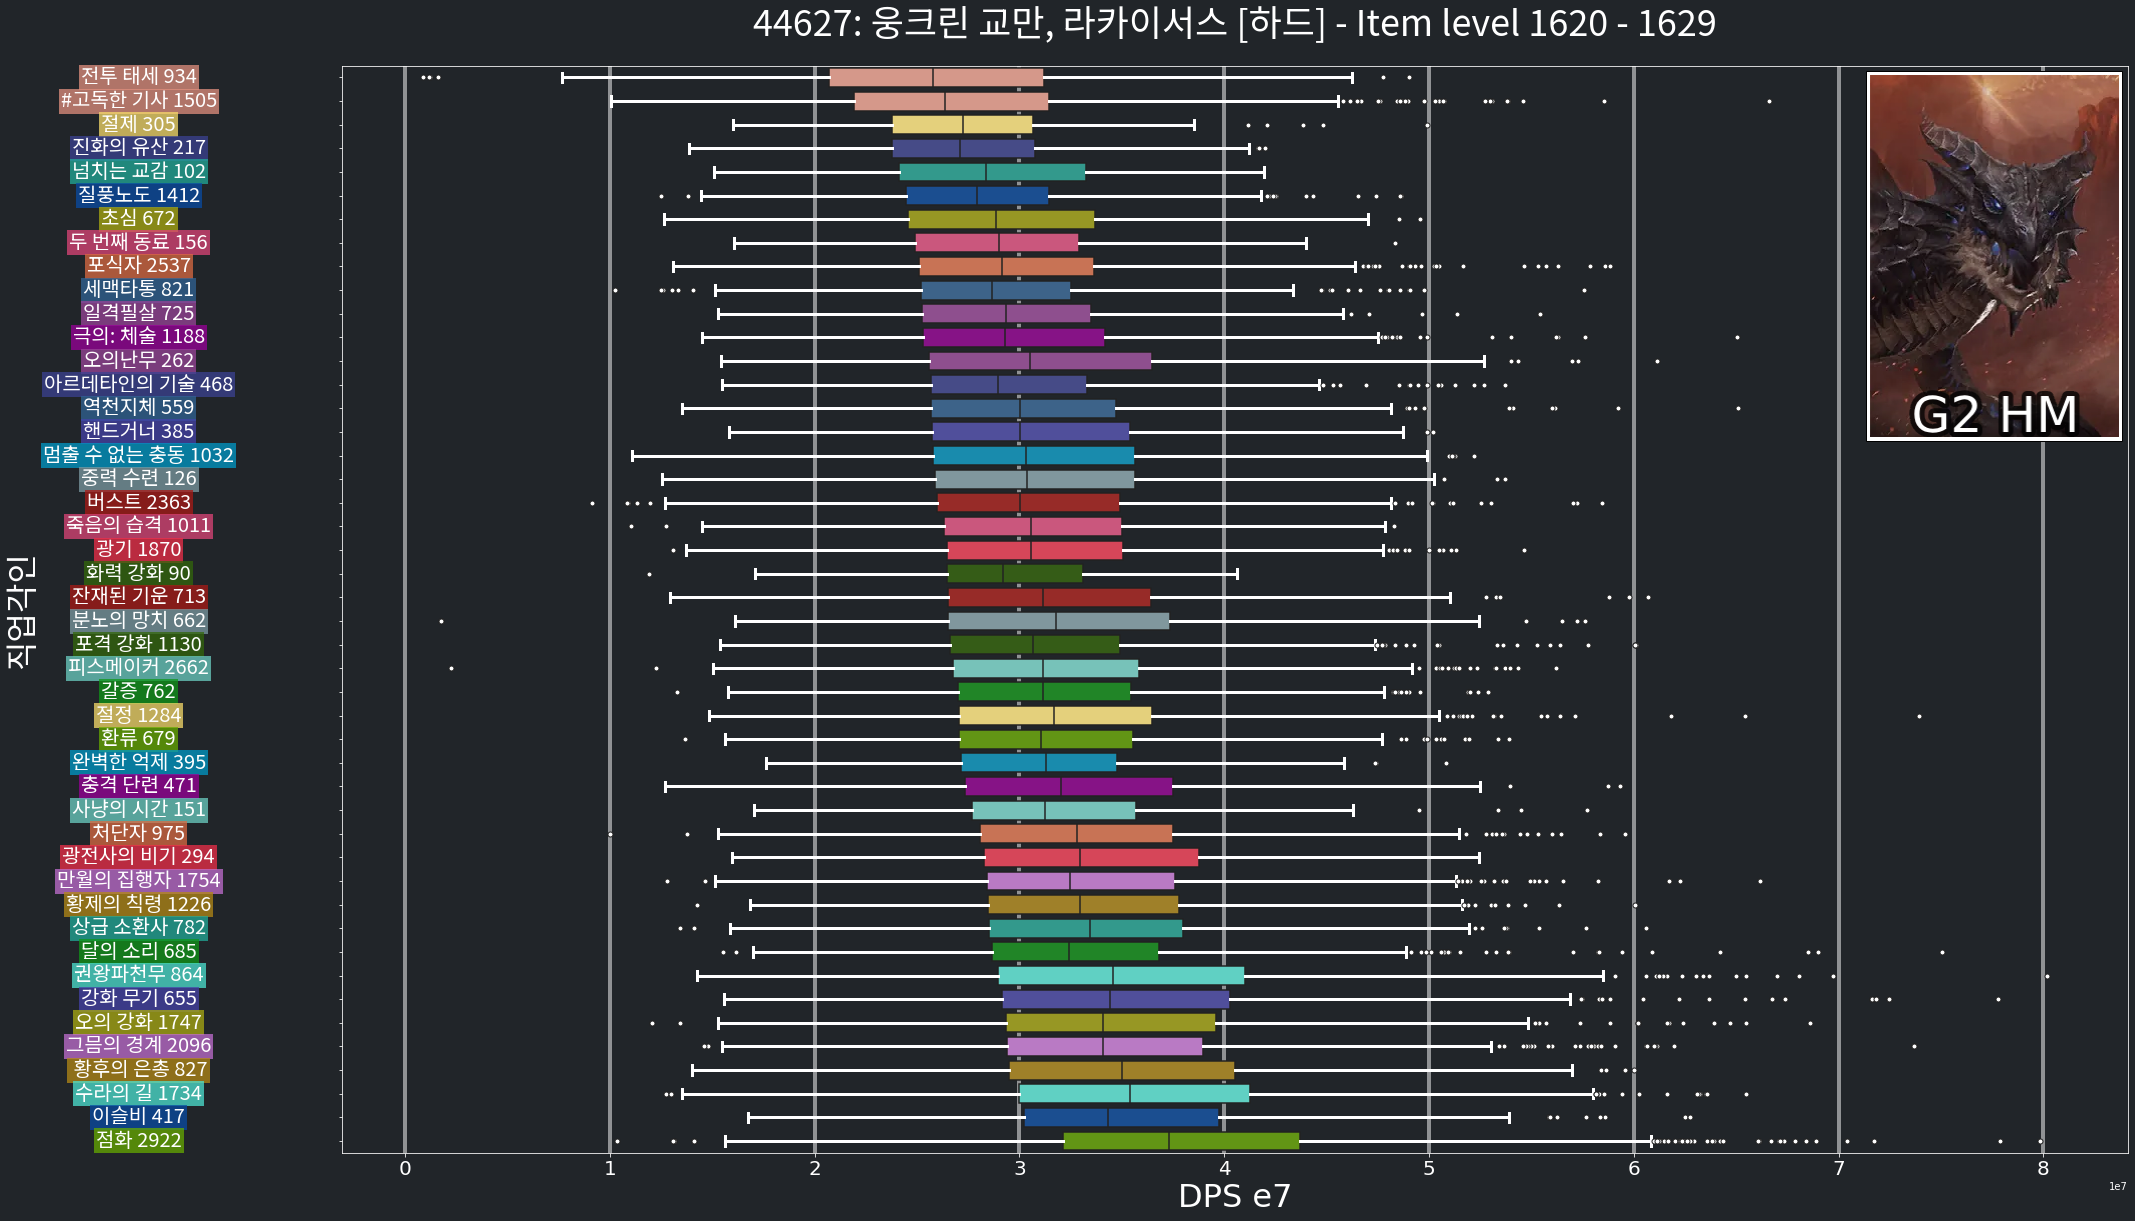 44627: 웅크린 교만, 라카이서스 [하드] - Item level 1620 - 1629
전투 태세 934
#고독한 기사 1505
절제 305
진화의 유산 217
넘치는 교감 102
질풍노도 1412
초심 672
두 번째 동료 156
포식자 2537
세맥타통 821
일격필살 725
극의: 체술 1188
오의난무 262
아르데타인의 기술 468
역천지체 559
핸드거너 385
멈출 수 없는 충동 1032
중력 수련 126
버스트 2363
죽음의 습격 1011
광기 1870
화력 강화 90
잔재된 기운 713
분노의 망치 662
포격 강화 1130
피스메이커 2662
갈증 762
절정 1284
환류 679
완벽한 억제 395
충격 단련 471
사냥의 시간 151
처단자 975
광전사의 비기 294
만월의 집행자 1754
황제의 칙령 1226
상급 소환사 782
달의 소리 685
권왕파천무 864
강화 무기 655
오의 강화 1747
그믐의 경계 2096
황후의 은총 827
수라의 길 1734
이슬비 417
점화 2922
직업각인
G2 HM
0 1 2 3 4 5 6 7 8
DPS e7
1e7